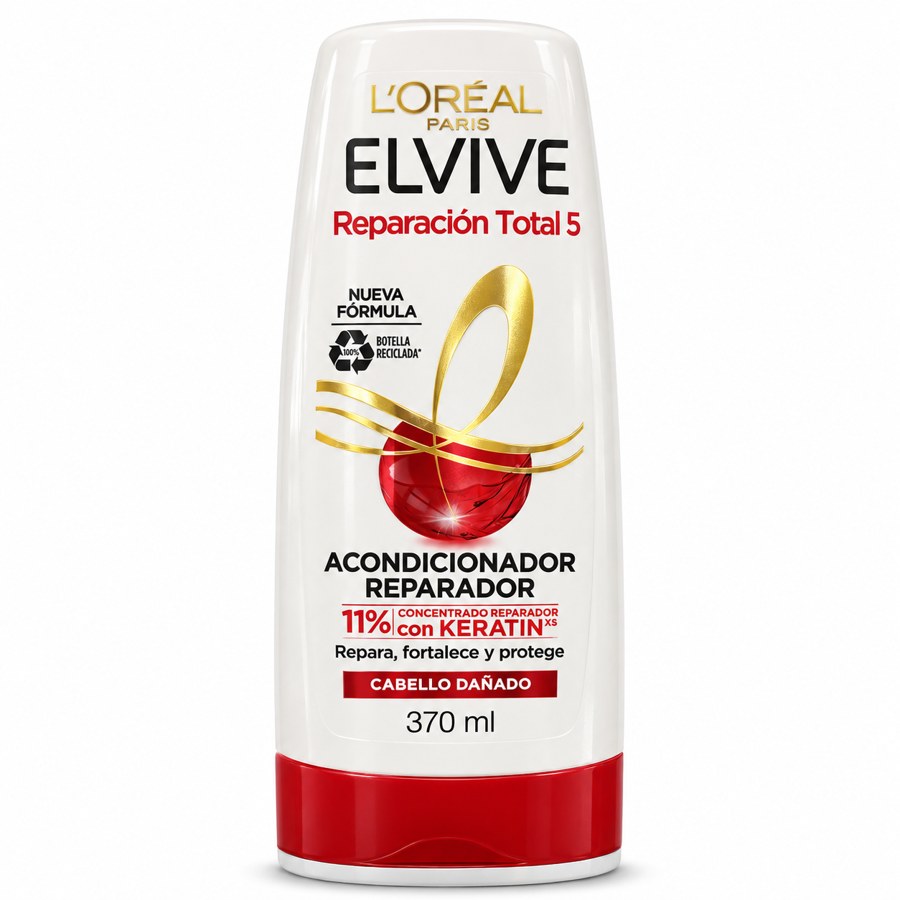 L'ORÉAL
PARIS
ELVIVE
Reparación Total 5
NUEVA
FÓRMULA
100%
BOTELLA
RECICLADA*
ACONDICIONADOR
REPARADOR
11% CONCENTRADO REPARADOR
con KERATIN XS
Repara, fortalece y protege
CABELLO DAÑADO
370 ml